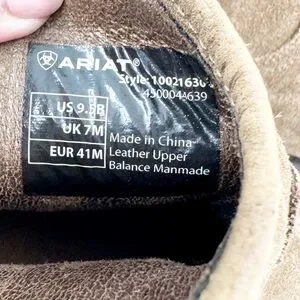 ARIAT
Style: 10021630
US 9.5B
UK 7M
EUR 41M
Made in China
Leather Upper
Balance Manmade